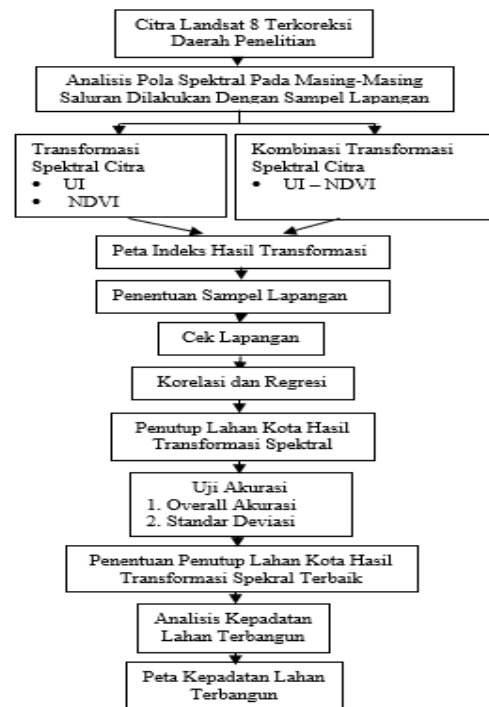 Citra Landsat 8 Terkoreksi
Daerah Penelitian
Analisis Pola Spektral Pada Masing-Masing
Saluran Dilakukan Dengan Sampel Lapangan
Transformasi
Spektral Citra
• UI
• NDVI
Kombinasi Transformasi
Spektral Citra
• UI – NDVI
Peta Indeks Hasil Transformasi
Penentuan Sampel Lapangan
Cek Lapangan
Korelasi dan Regresi
Penutup Lahan Kota Hasil
Transformasi Spektral
Uji Akurasi
1. Overall Akurasi
2. Standar Deviasi
Penentuan Penutup Lahan Kota Hasil
Transformasi Spekral Terbaik
Analisis Kepadatan
Lahan Terbangun
Peta Kepadatan Lahan
Terbangun